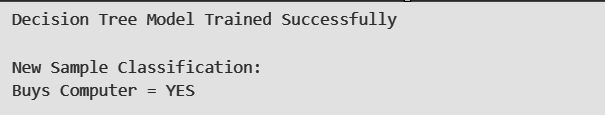 Decision Tree Model Trained Successfully
New Sample Classification:
Buys Computer = YES